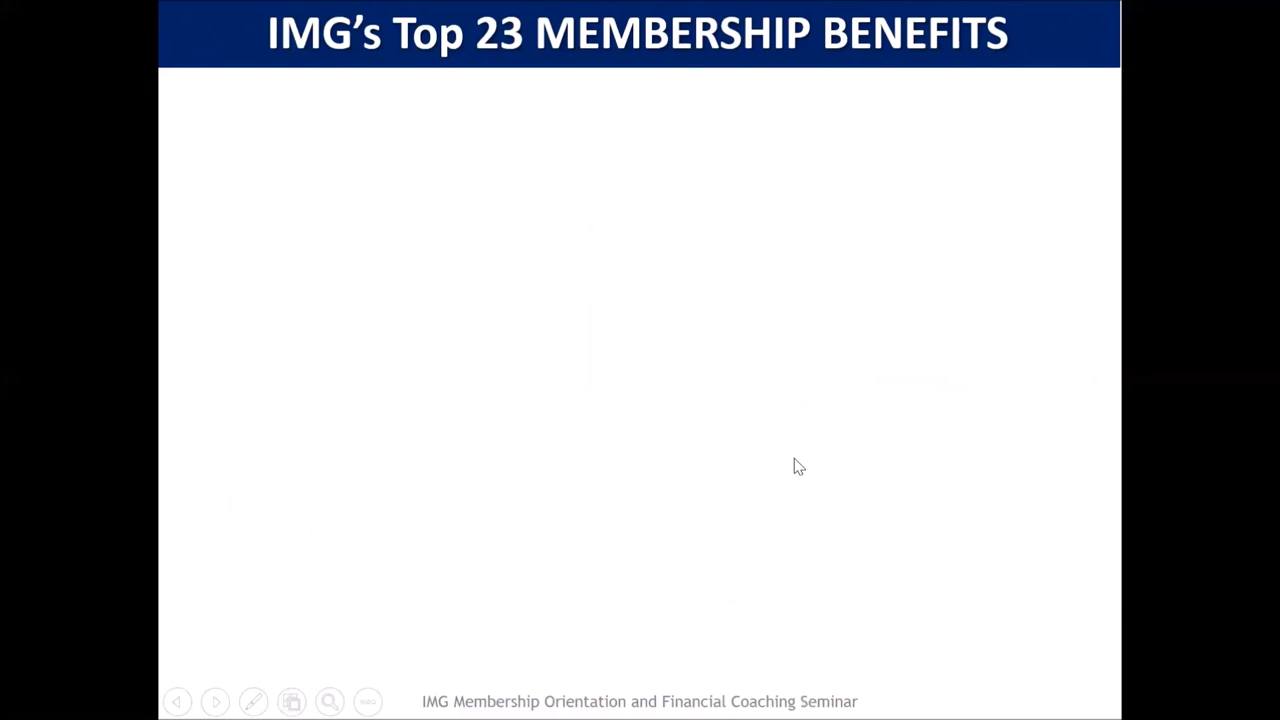 IMG's Top 23 MEMBERSHIP BENEFITS
IMG Membership Orientation and Financial Coaching Seminar